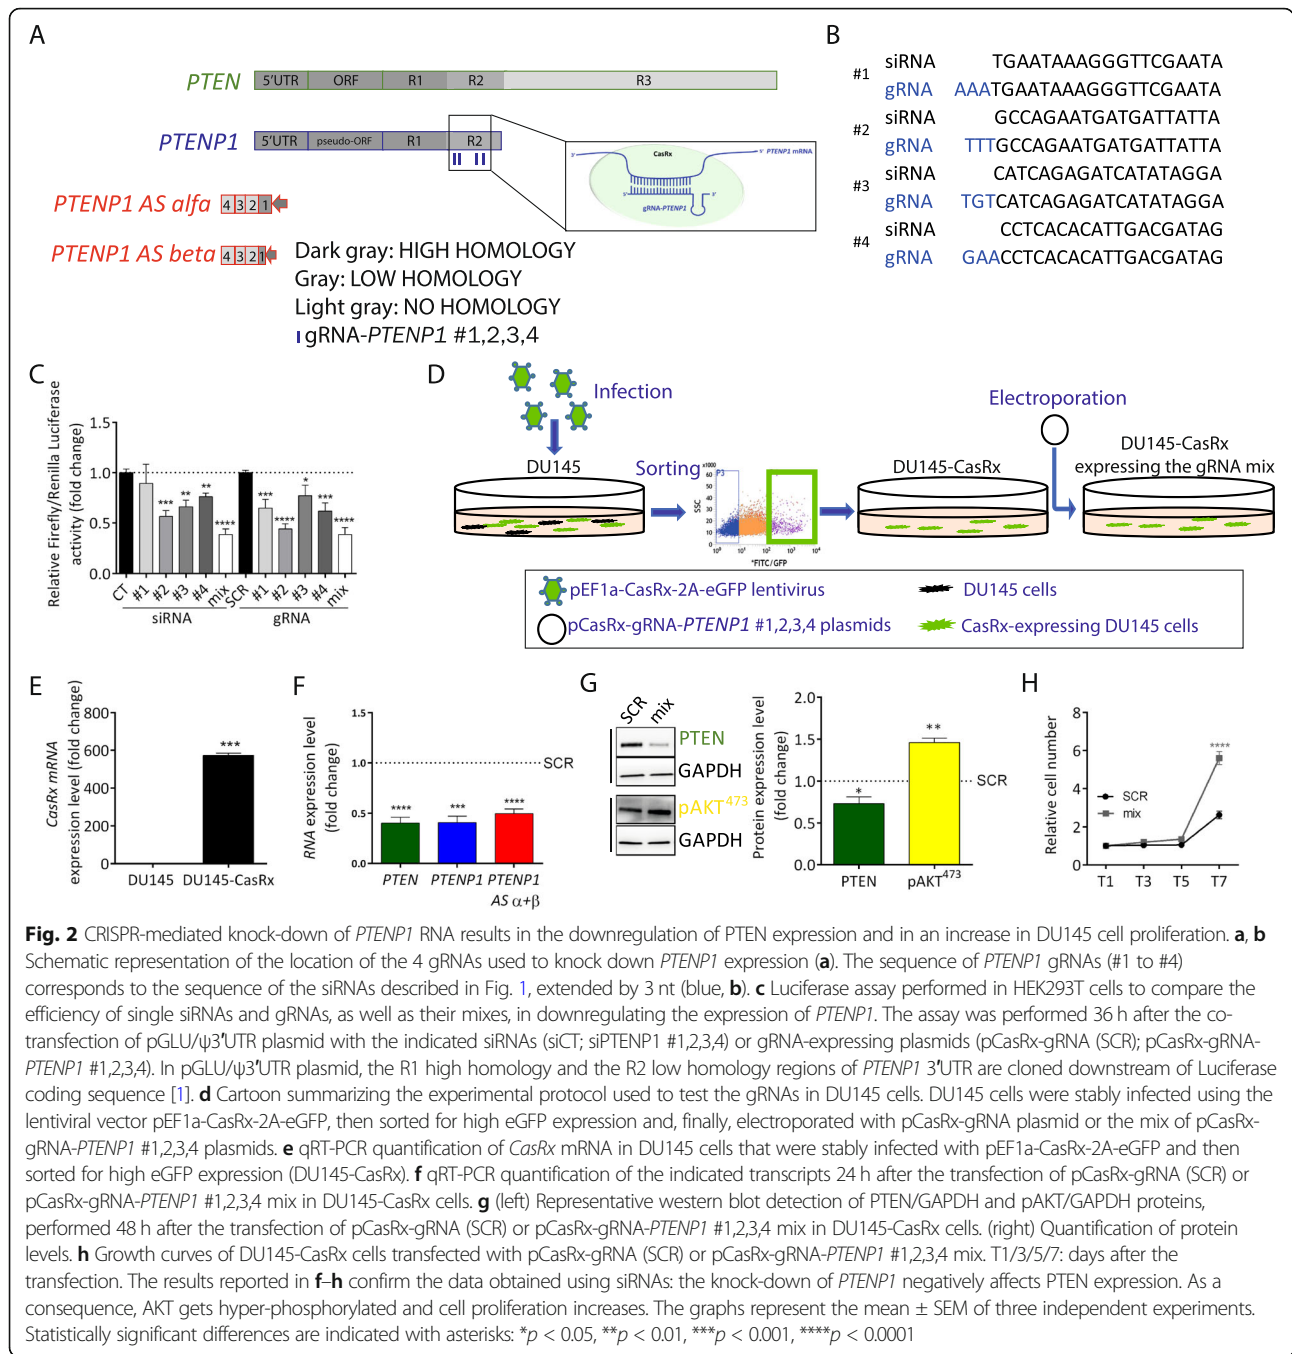 A
PTEN
5'UTR ORF R1 R2 R3
PTENP1
5'UTR pseudo-ORF R1 R2
3' CasRx 5' PTENP1 mRNA
5' 3'
gRNA-PTENP1
PTENP1 AS alfa 4 3 2 1
PTENP1 AS beta 4 3 2 1
Dark gray: HIGH HOMOLOGY
Gray: LOW HOMOLOGY
Light gray: NO HOMOLOGY
gRNA-PTENP1 #1,2,3,4
B
#1
siRNA TGAATAAAGGGTTCGAATA
gRNA AAATGAATAAAGGGTTCGAATA
#2
siRNA GCCAGAATGATGATTATTA
gRNA TTTGCCAGAATGATGATTATTA
#3
siRNA CATCAGAGATCATATAGGA
gRNA TGTCATCAGAGATCATATAGGA
#4
siRNA CCTCACACATTGACGATAG
gRNA GAACCTCACACATTGACGATAG
C
Relative Firefly/Renilla Luciferase
activity (fold change)
1.5
1.0
0.5
0.0
*** ** ** **** *** **** * *** ****
CT #1 #2 #3 #4 mix SCR #1 #2 #3 #4 mix
siRNA gRNA
D
Infection
DU145
Sorting
x1000
P3
60
50
40
30
20
10
SSC
10⁰ 10¹ 10² 10³ 10⁴
*FITC/GFP
DU145-CasRx
Electroporation
DU145-CasRx
expressing the gRNA mix
pEF1a-CasRx-2A-eGFP lentivirus
DU145 cells
pCasRx-gRNA-PTENP1 #1,2,3,4 plasmids
CasRx-expressing DU145 cells
E
CasRx mRNA
expression level (fold change)
800
600
400
200
0
***
DU145 DU145-CasRx
F
RNA expression level
(fold change)
1.5
1.0
0.5
0.0
SCR
**** *** ****
PTEN PTENP1 PTENP1
AS α+β
G
SCR mix
PTEN
GAPDH
pAKT⁴⁷³
GAPDH
Protein expression level
(fold change)
2.0
1.5
1.0
0.5
0.0
SCR
* **
PTEN pAKT⁴⁷³
H
Relative cell number
8
6
4
2
0
****
SCR
mix
T1 T3 T5 T7
Fig. 2 CRISPR-mediated knock-down of PTENP1 RNA results in the downregulation of PTEN expression and in an increase in DU145 cell proliferation. a, b
Schematic representation of the location of the 4 gRNAs used to knock down PTENP1 expression (a). The sequence of PTENP1 gRNAs (#1 to #4)
corresponds to the sequence of the siRNAs described in Fig. 1, extended by 3 nt (blue, b). c Luciferase assay performed in HEK293T cells to compare the
efficiency of single siRNAs and gRNAs, as well as their mixes, in downregulating the expression of PTENP1. The assay was performed 36 h after the co-
transfection of pGLU/ψ3′UTR plasmid with the indicated siRNAs (siCT; siPTENP1 #1,2,3,4) or gRNA-expressing plasmids (pCasRx-gRNA (SCR); pCasRx-gRNA-
PTENP1 #1,2,3,4). In pGLU/ψ3′UTR plasmid, the R1 high homology and the R2 low homology regions of PTENP1 3′UTR are cloned downstream of Luciferase
coding sequence [1]. d Cartoon summarizing the experimental protocol used to test the gRNAs in DU145 cells. DU145 cells were stably infected using the
lentiviral vector pEF1a-CasRx-2A-eGFP, then sorted for high eGFP expression and, finally, electroporated with pCasRx-gRNA plasmid or the mix of pCasRx-
gRNA-PTENP1 #1,2,3,4 plasmids. e qRT-PCR quantification of CasRx mRNA in DU145 cells that were stably infected with pEF1a-CasRx-2A-eGFP and then
sorted for high eGFP expression (DU145-CasRx). f qRT-PCR quantification of the indicated transcripts 24 h after the transfection of pCasRx-gRNA (SCR) or
pCasRx-gRNA-PTENP1 #1,2,3,4 mix in DU145-CasRx cells. g (left) Representative western blot detection of PTEN/GAPDH and pAKT/GAPDH proteins,
performed 48 h after the transfection of pCasRx-gRNA (SCR) or pCasRx-gRNA-PTENP1 #1,2,3,4 mix in DU145-CasRx cells. (right) Quantification of protein
levels. h Growth curves of DU145-CasRx cells transfected with pCasRx-gRNA (SCR) or pCasRx-gRNA-PTENP1 #1,2,3,4 mix. T1/3/5/7: days after the
transfection. The results reported in f–h confirm the data obtained using siRNAs: the knock-down of PTENP1 negatively affects PTEN expression. As a
consequence, AKT gets hyper-phosphorylated and cell proliferation increases. The graphs represent the mean ± SEM of three independent experiments.
Statistically significant differences are indicated with asterisks: *p < 0.05, **p < 0.01, ***p < 0.001, ****p < 0.0001